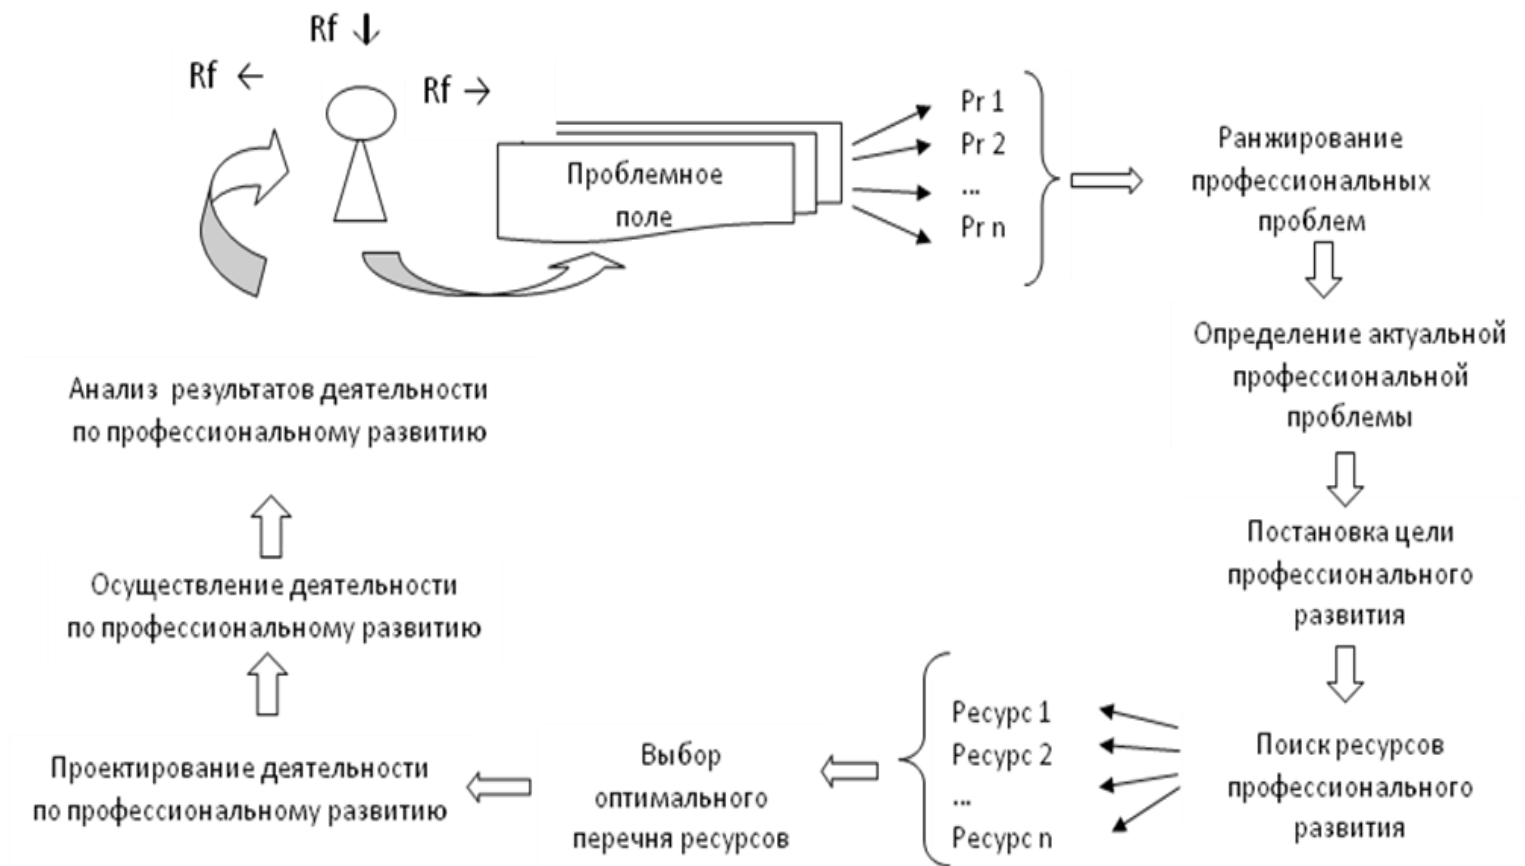 Rf ↓
Rf ←
Rf →
Проблемное
поле
Pr 1
Pr 2
...
Pr n
Ранжирование
профессиональных
проблем
Определение актуальной
профессиональной
проблемы
Постановка цели
профессионального
развития
Поиск ресурсов
профессионального
развития
Ресурс 1
Ресурс 2
...
Ресурс n
Выбор
оптимального
перечня ресурсов
Проектирование деятельности
по профессиональному развитию
Осуществление деятельности
по профессиональному развитию
Анализ результатов деятельности
по профессиональному развитию